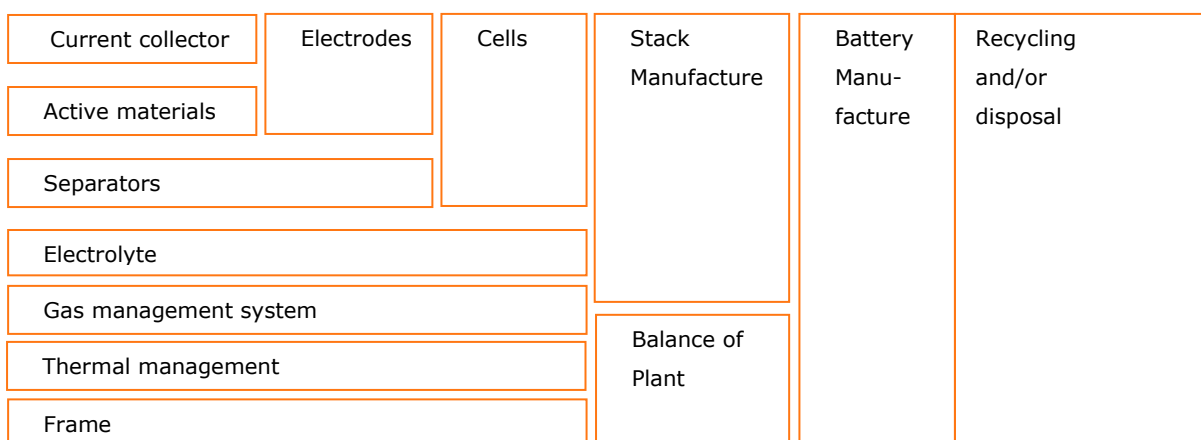 Current collector
Active materials
Separators
Electrolyte
Gas management system
Thermal management
Frame
Electrodes
Cells
Stack
Manufacture
Balance of
Plant
Battery
Manu-
facture
Recycling
and/or
disposal